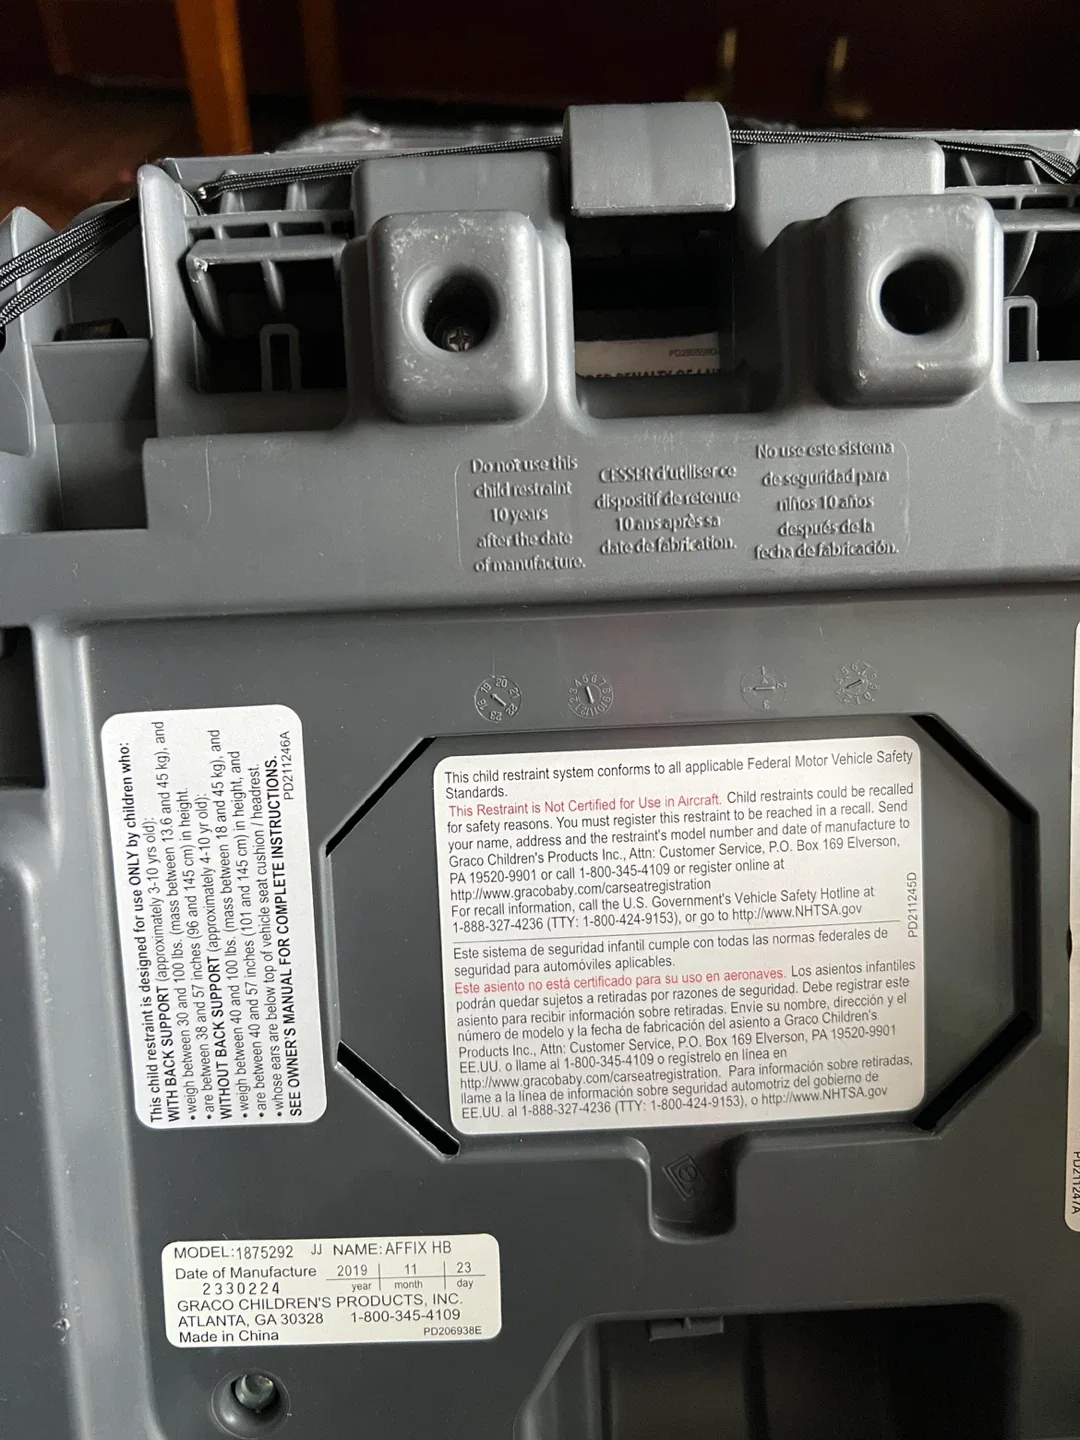 PD280558D
DER PENALTY OF LAW
Do not use this
child restraint
10 years
after the date
of manufacture.
CESSER d'utiliser ce
dispositif de retenue
10 ans après sa
date de fabrication.
No use este sistema
de seguridad para
niños 10 años
después de la
fecha de fabricación.
This child restraint is designed for use ONLY by children who:
WITH BACK SUPPORT (approximately 3-10 yrs old):
• weigh between 30 and 100 lbs. (mass between 13.6 and 45 kg), and
• are between 38 and 57 inches (96 and 145 cm) in height.
WITHOUT BACK SUPPORT (approximately 4-10 yr old):
• weigh between 40 and 100 lbs. (mass between 18 and 45 kg), and
• are between 40 and 57 inches (101 and 145 cm) in height, and
• whose ears are below top of vehicle seat cushion / headrest.
SEE OWNER'S MANUAL FOR COMPLETE INSTRUCTIONS.
PD211246A
This child restraint system conforms to all applicable Federal Motor Vehicle Safety
Standards.
This Restraint is Not Certified for Use in Aircraft. Child restraints could be recalled
for safety reasons. You must register this restraint to be reached in a recall. Send
your name, address and the restraint's model number and date of manufacture to
Graco Children's Products Inc., Attn: Customer Service, P.O. Box 169 Elverson,
PA 19520-9901 or call 1-800-345-4109 or register online at
http://www.gracobaby.com/carseatregistration
For recall information, call the U.S. Government's Vehicle Safety Hotline at
1-888-327-4236 (TTY: 1-800-424-9153), or go to http://www.NHTSA.gov
PD211245D
Este sistema de seguridad infantil cumple con todas las normas federales de
seguridad para automóviles aplicables.
Este asiento no está certificado para su uso en aeronaves. Los asientos infantiles
podrán quedar sujetos a retiradas por razones de seguridad. Debe registrar este
asiento para recibir información sobre retiradas. Envíe su nombre, dirección y el
número de modelo y la fecha de fabricación del asiento a Graco Children's
Products Inc., Attn: Customer Service, P.O. Box 169 Elverson, PA 19520-9901
EE.UU. o llame al 1-800-345-4109 o regístrelo en línea en
http://www.gracobaby.com/carseatregistration. Para información sobre retiradas,
llame a la línea de información sobre seguridad automotriz del gobierno de
EE.UU. al 1-888-327-4236 (TTY: 1-800-424-9153), o http://www.NHTSA.gov
PD211247A
MODEL:1875292 JJ NAME: AFFIX HB
Date of Manufacture 2019 11 23
2330224 year month day
GRACO CHILDREN'S PRODUCTS, INC.
ATLANTA, GA 30328 1-800-345-4109
Made in China PD206938E